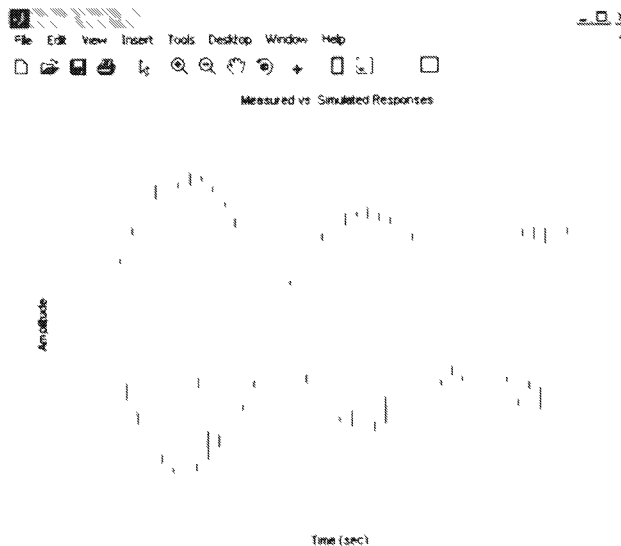 File Edit View Insert Tools Desktop Window Help
Measured vs Simulated Responses
Amplitude
Time (sec)